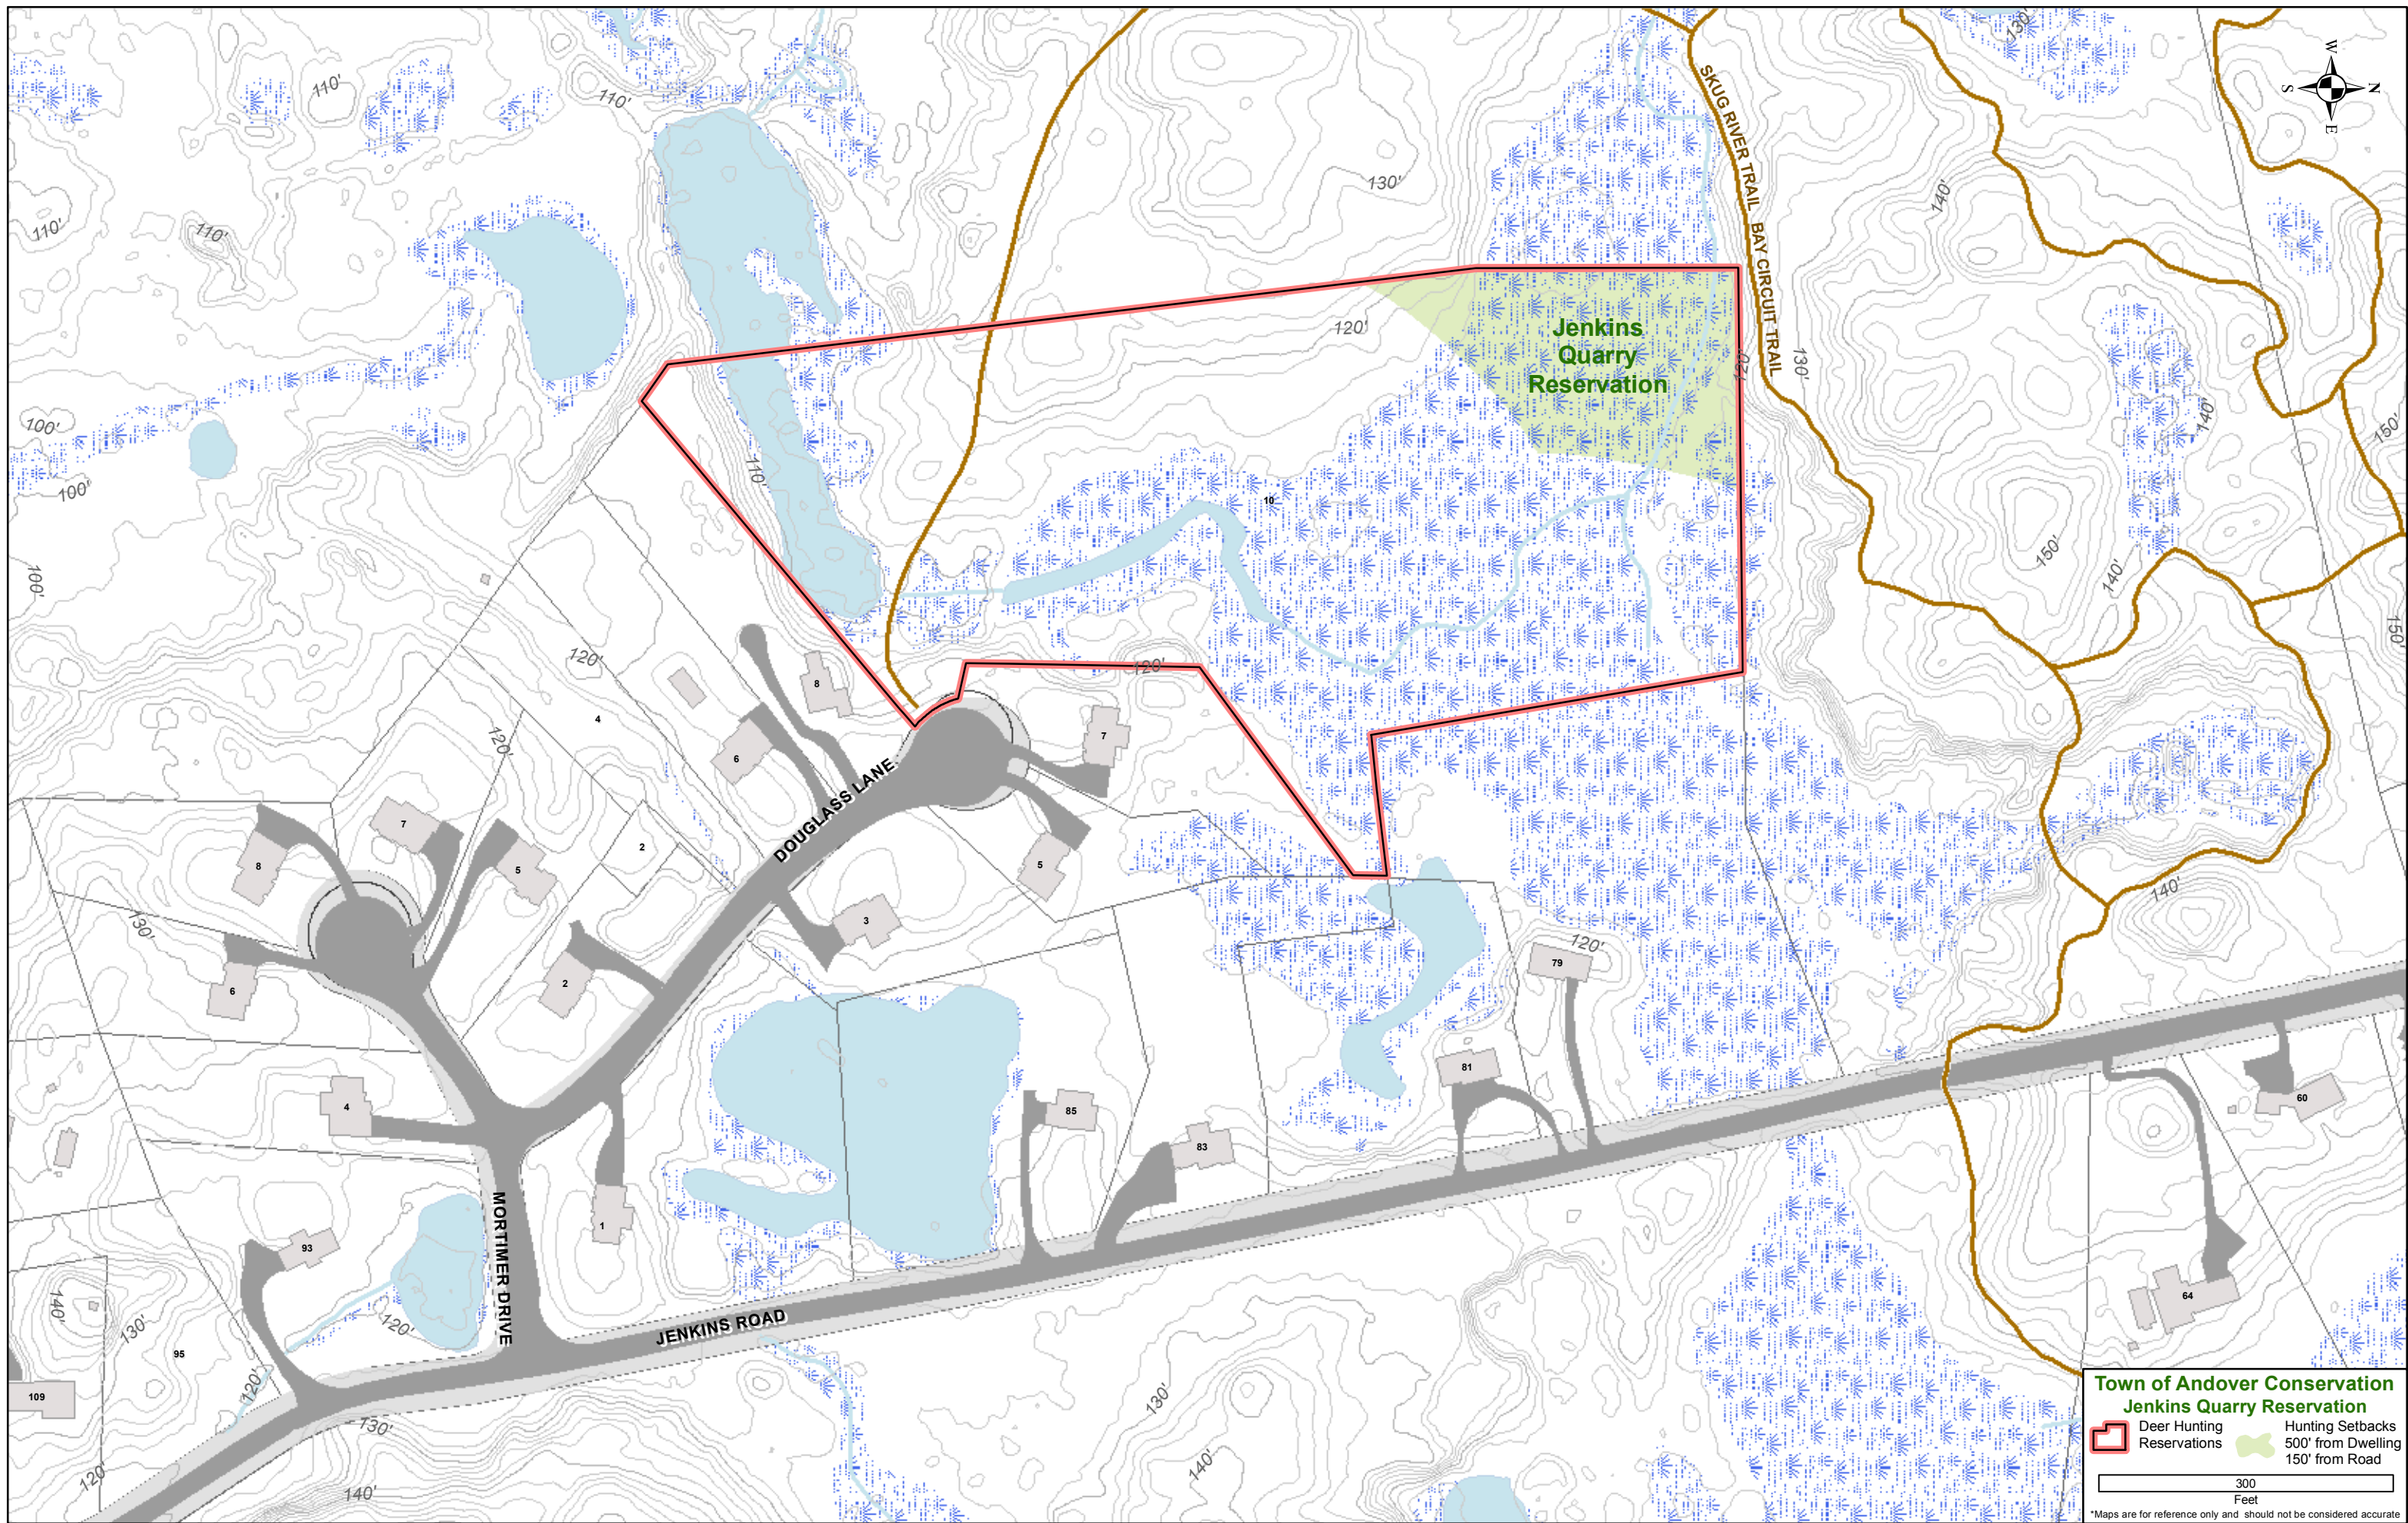 110'
110'
130'
W
N
S
E
SKUG RIVER TRAIL
BAY CIRCUIT TRAIL
130'
140'
110'
110'
120'
Jenkins
Quarry
Reservation
120'
130'
140'
150'
100'
100'
110'
10
100'
150'
140'
150'
120'
120'
4
120'
8
6
7
DOUGLASS LANE
7
8
5
2
5
3
2
130'
6
140'
120'
79
81
4
85
83
60
1
93
MORTIMER DRIVE
64
140'
130'
120'
95
JENKINS ROAD
109
120'
130'
130'
120'
140'
140'
Town of Andover Conservation
Jenkins Quarry Reservation
Deer Hunting
Reservations
Hunting Setbacks
500' from Dwelling
150' from Road
300
Feet
*Maps are for reference only and should not be considered accurate